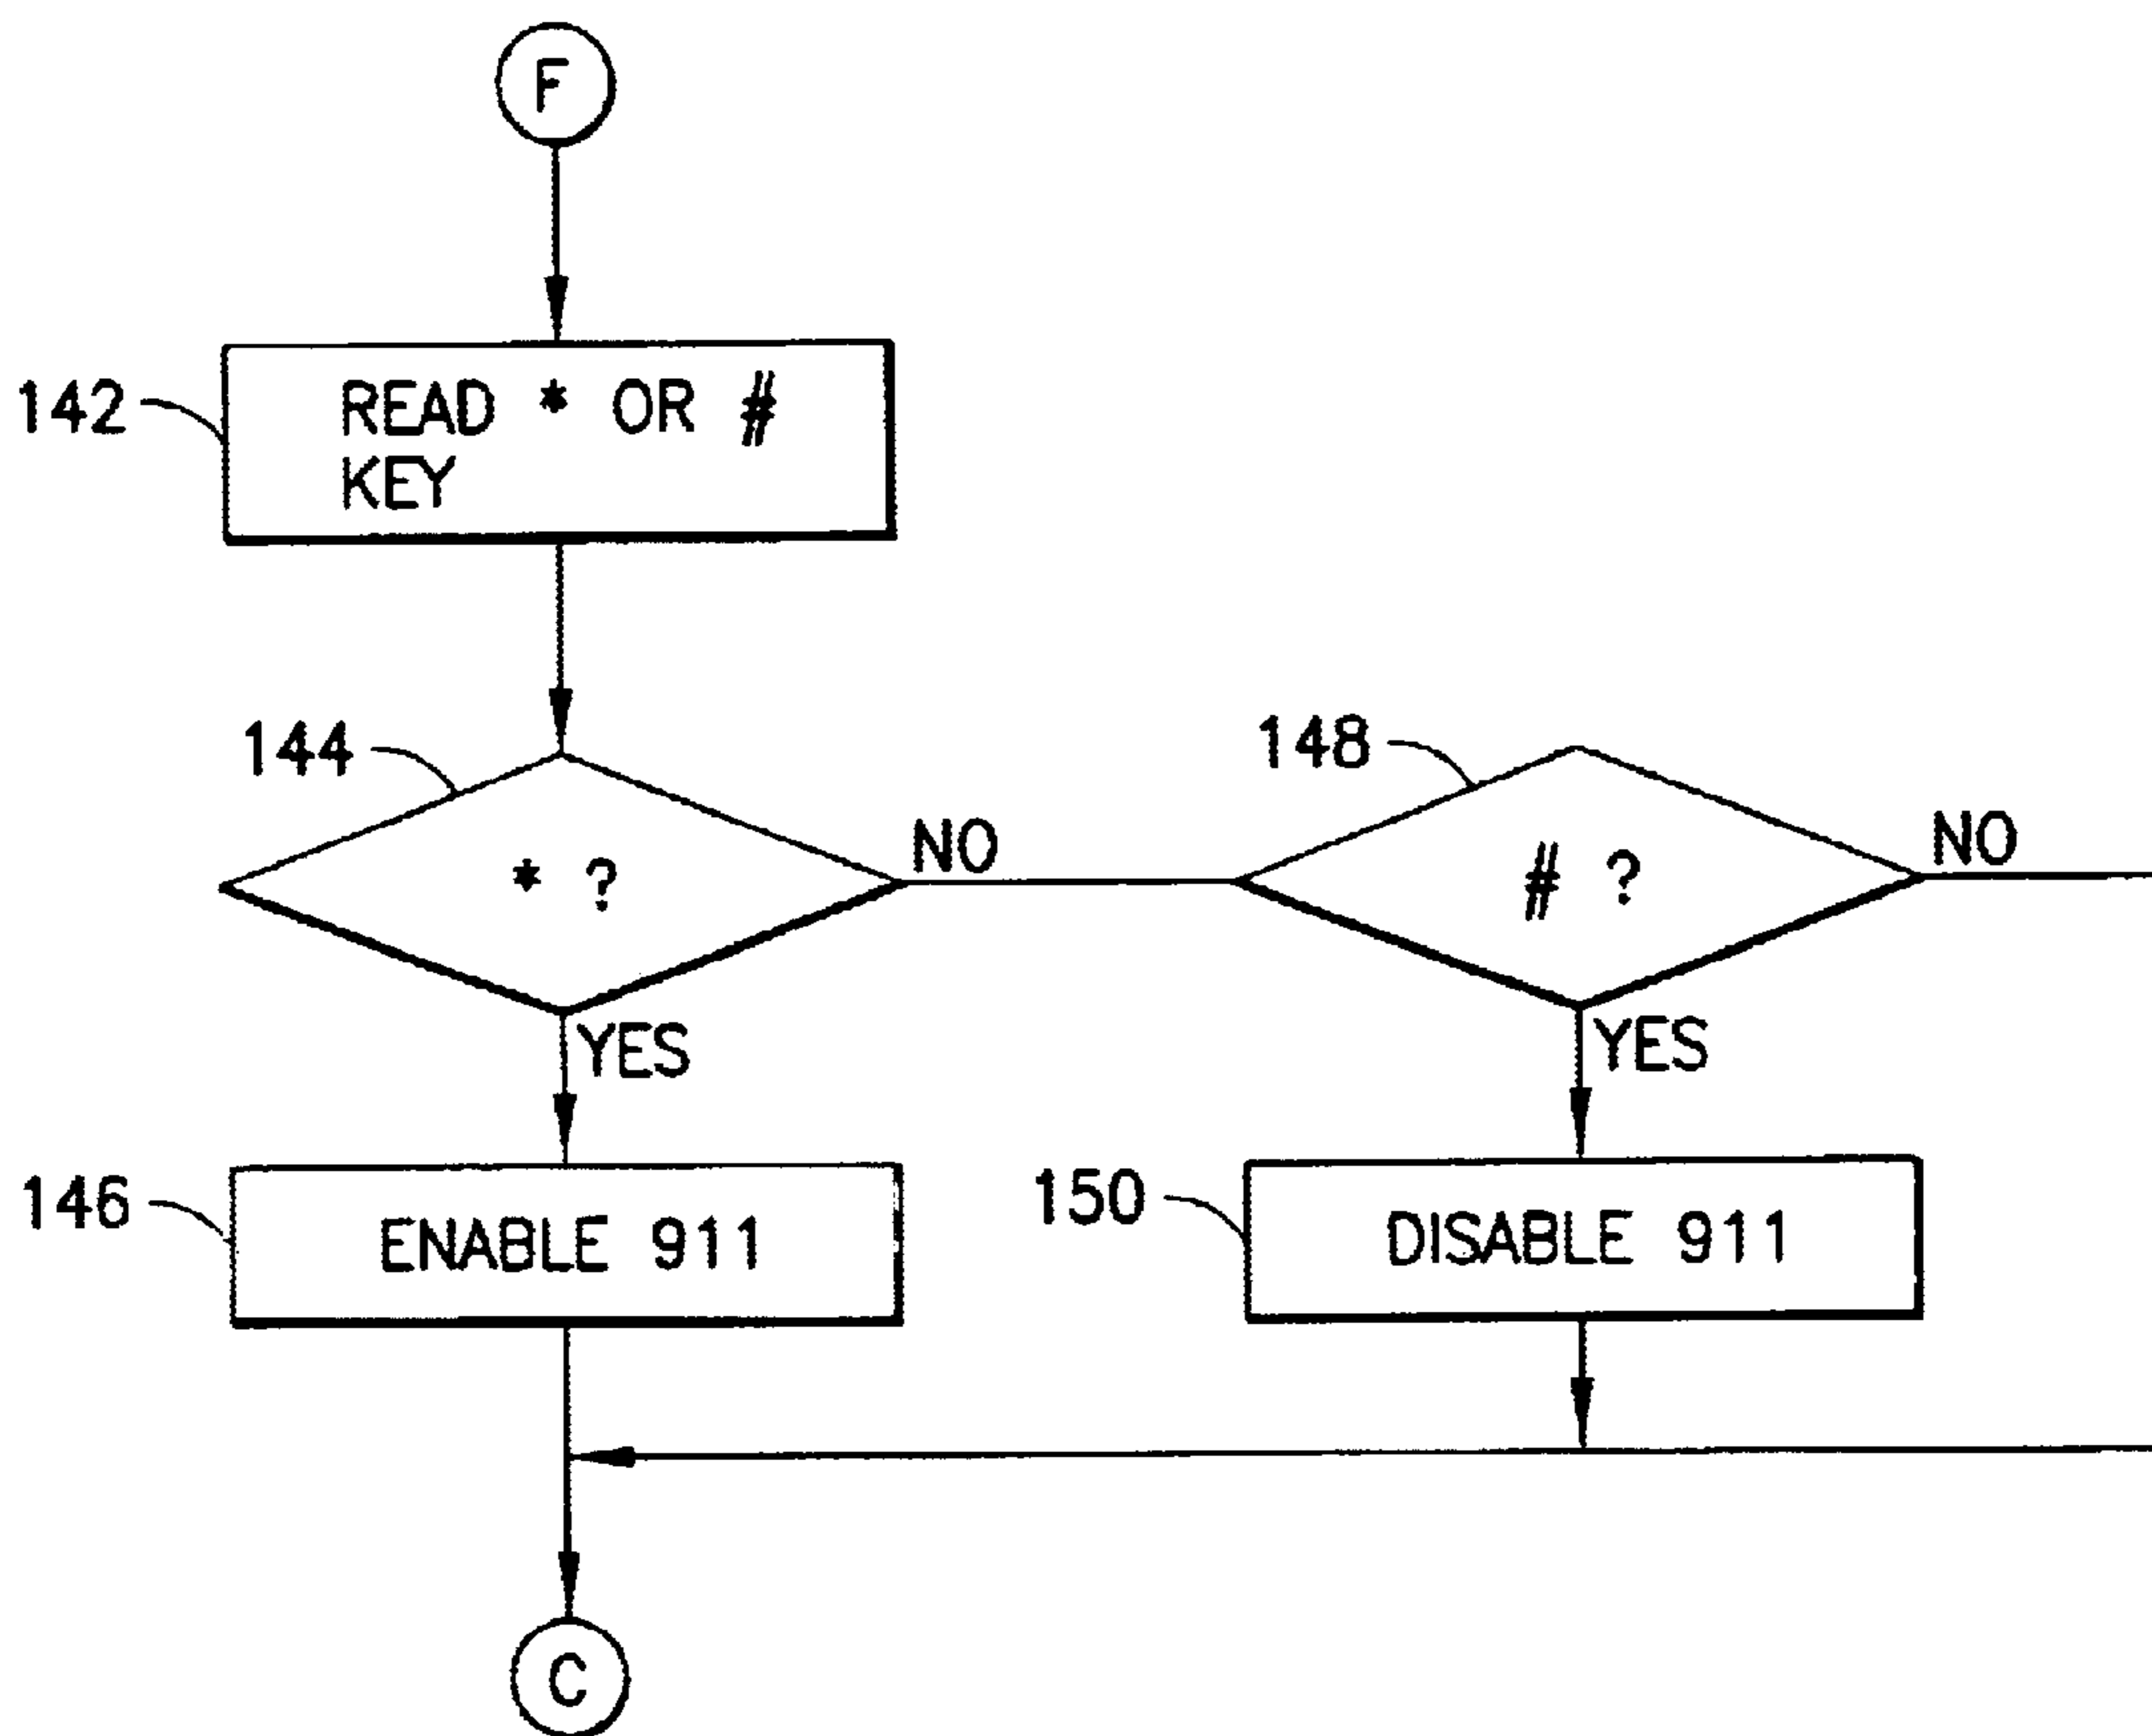 F
142
READ * OR #
KEY
144
* ?
NO
148
# ?
NO
YES
YES
146
ENABLE 911
150
DISABLE 911
C